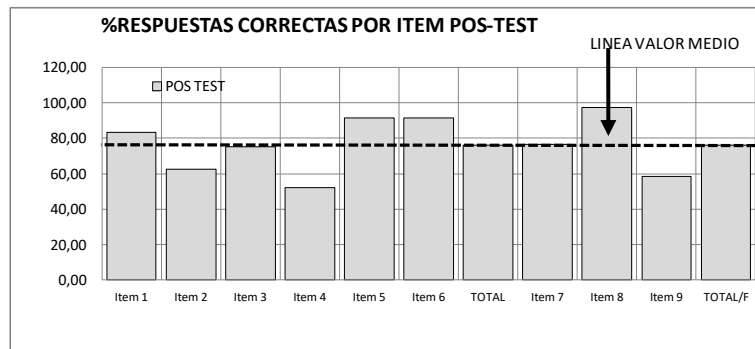 %RESPUESTAS CORRECTAS POR ITEM POS-TEST
LINEA VALOR MEDIO
120,00
POS TEST
100,00
80,00
60,00
40,00
20,00
0,00
Item 1 Item 2 Item 3 Item 4 Item 5 Item 6 TOTAL Item 7 Item 8 Item 9 TOTAL/F